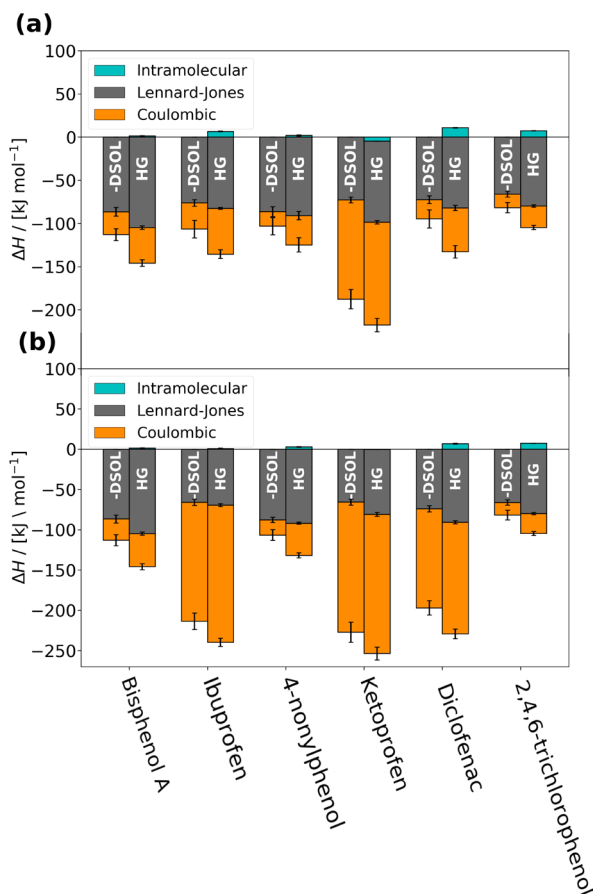 (a)
100
50
0
−50
−100
−150
−200
ΔH / [kJ mol⁻¹]
Intramolecular
Lennard-Jones
Coulombic
-DSOL
HG
-DSOL
HG
-DSOL
HG
-DSOL
HG
-DSOL
HG
-DSOL
HG
(b)
100
50
0
−50
−100
−150
−200
−250
ΔH / [kJ \ mol⁻¹]
Intramolecular
Lennard-Jones
Coulombic
-DSOL
HG
-DSOL
HG
-DSOL
HG
-DSOL
HG
-DSOL
HG
-DSOL
HG
Bisphenol A
Ibuprofen
4-nonylphenol
Ketoprofen
Diclofenac
2,4,6-trichlorophenol